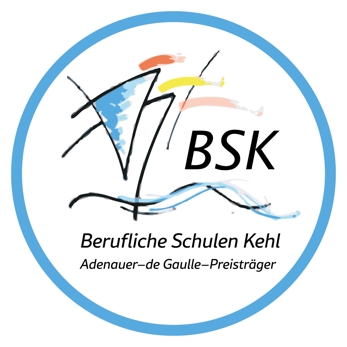 BSK
Berufliche Schulen Kehl
Adenauer–de Gaulle–Preisträger